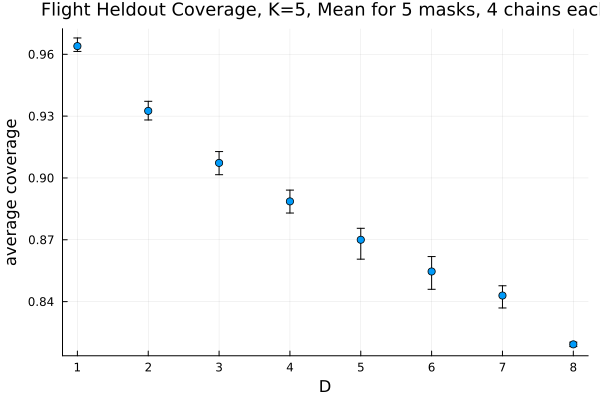 Flight Heldout Coverage, K=5, Mean for 5 masks, 4 chains
0.96
0.93
0.90
0.87
0.84
average coverage
1 2 3 4 5 6 7 8
D